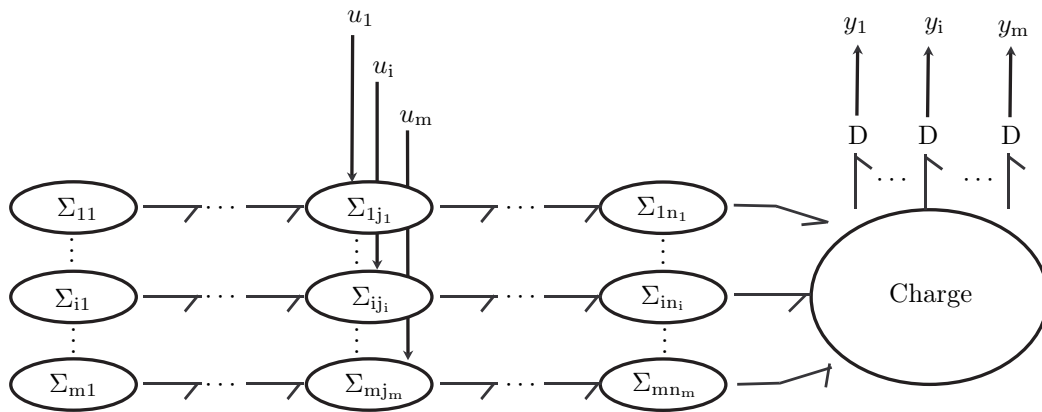 u₁ y₁ yᵢ yₘ
uᵢ
uₘ
D D D
... ...
Σ₁₁ ... Σ₁ⱼ₁ ... Σ₁ₙ₁
Σᵢ₁ ... Σᵢⱼᵢ ... Σᵢₙᵢ Charge
Σₘ₁ ... Σₘⱼₘ ... Σₘₙₘ